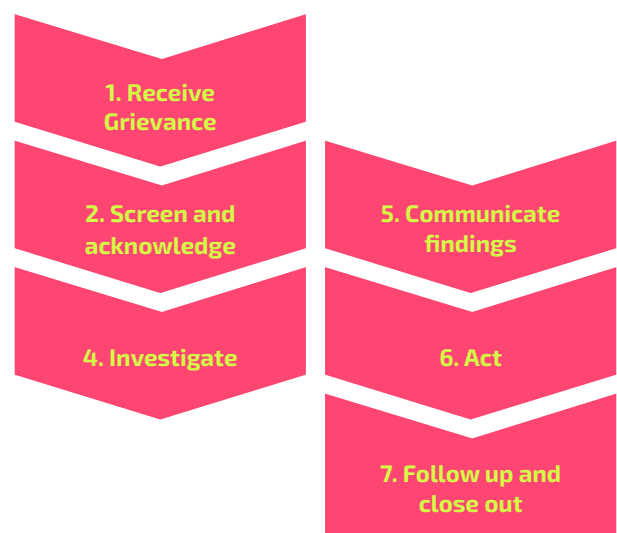 1. Receive
Grievance
2. Screen and
acknowledge
4. Investigate
5. Communicate
findings
6. Act
7. Follow up and
close out